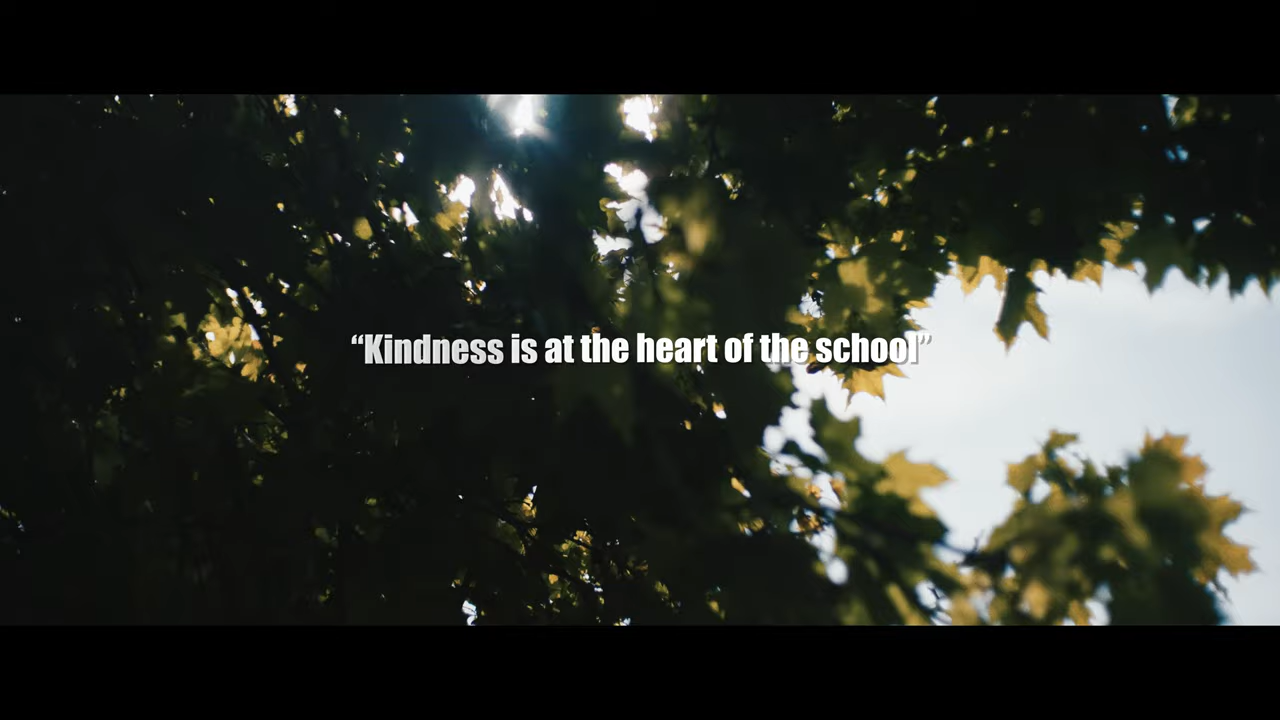 “Kindness is at the heart of the school”